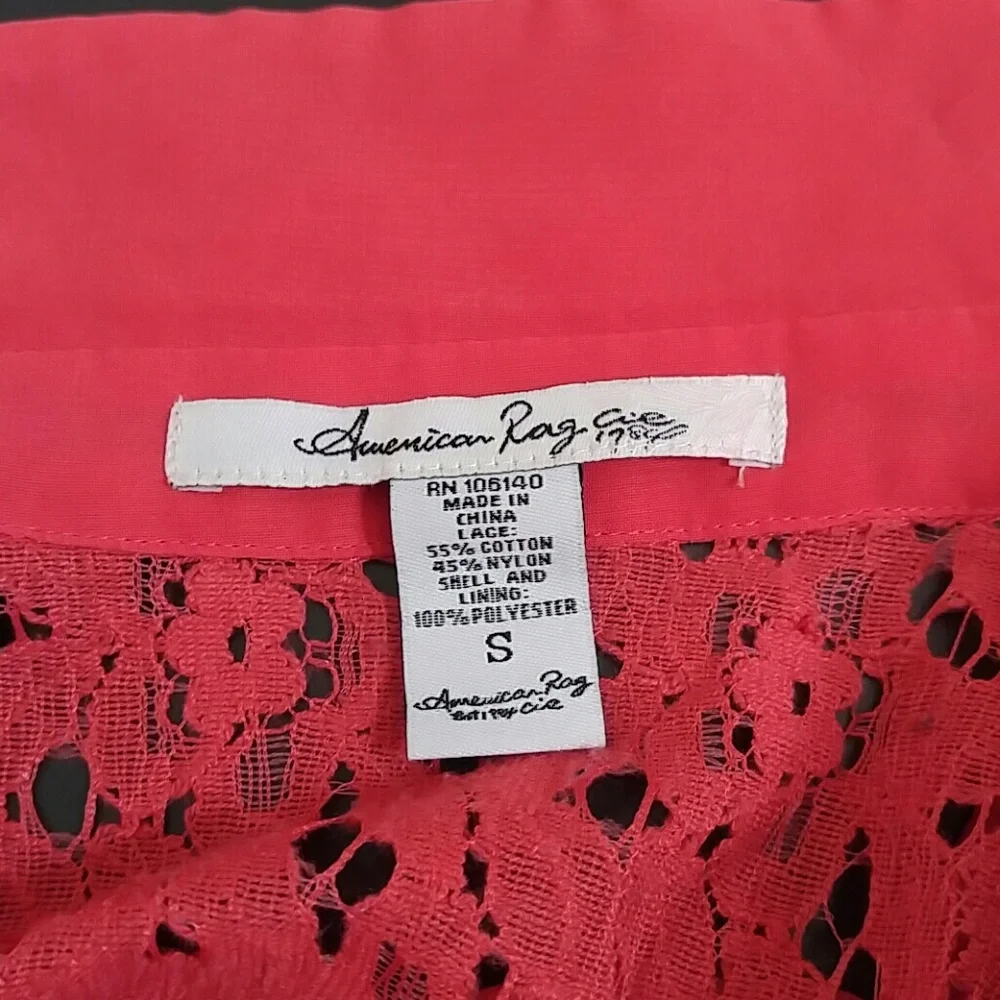 American Rag Cie
RN 106140
MADE IN
CHINA
LACE:
55% COTTON
45% NYLON
SHELL AND
LINING:
100% POLYESTER
S
American Rag
Cie